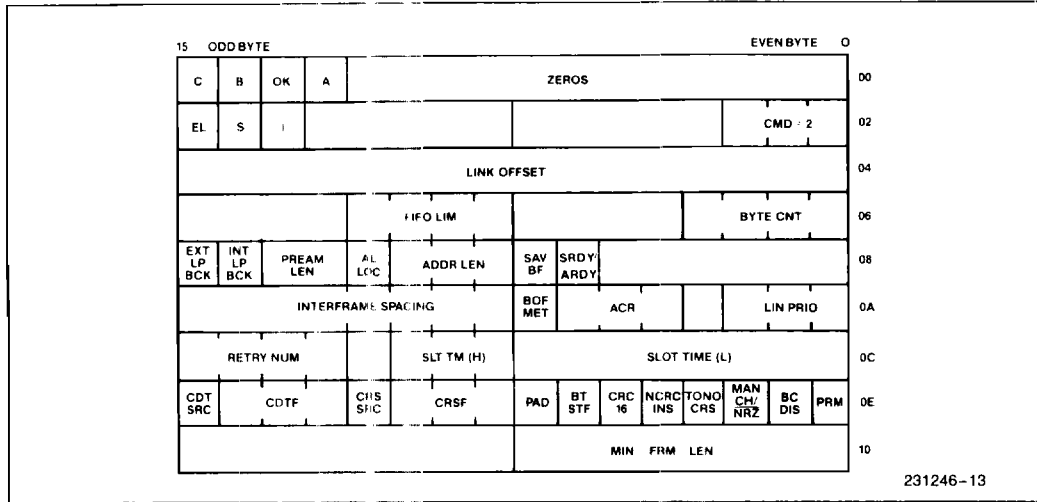 15 ODD BYTE EVEN BYTE O
C B OK A ZEROS 00
EL S I CMD = 2 02
LINK OFFSET 04
FIFO LIM BYTE CNT 06
EXT LP BCK INT LP BCK PREAM LEN AL LOC ADDR LEN SAV BF SRDY/ ARDY 08
INTERFRAME SPACING BOF MET ACR LIN PRIO 0A
RETRY NUM SLT TM (H) SLOT TIME (L) 0C
CDT SRC CDTF CRS SRC CRSF PAD BT STF CRC 16 NCRC INS TONO CRS MAN CH/ NRZ BC DIS PRM 0E
MIN FRM LEN 10
231246-13